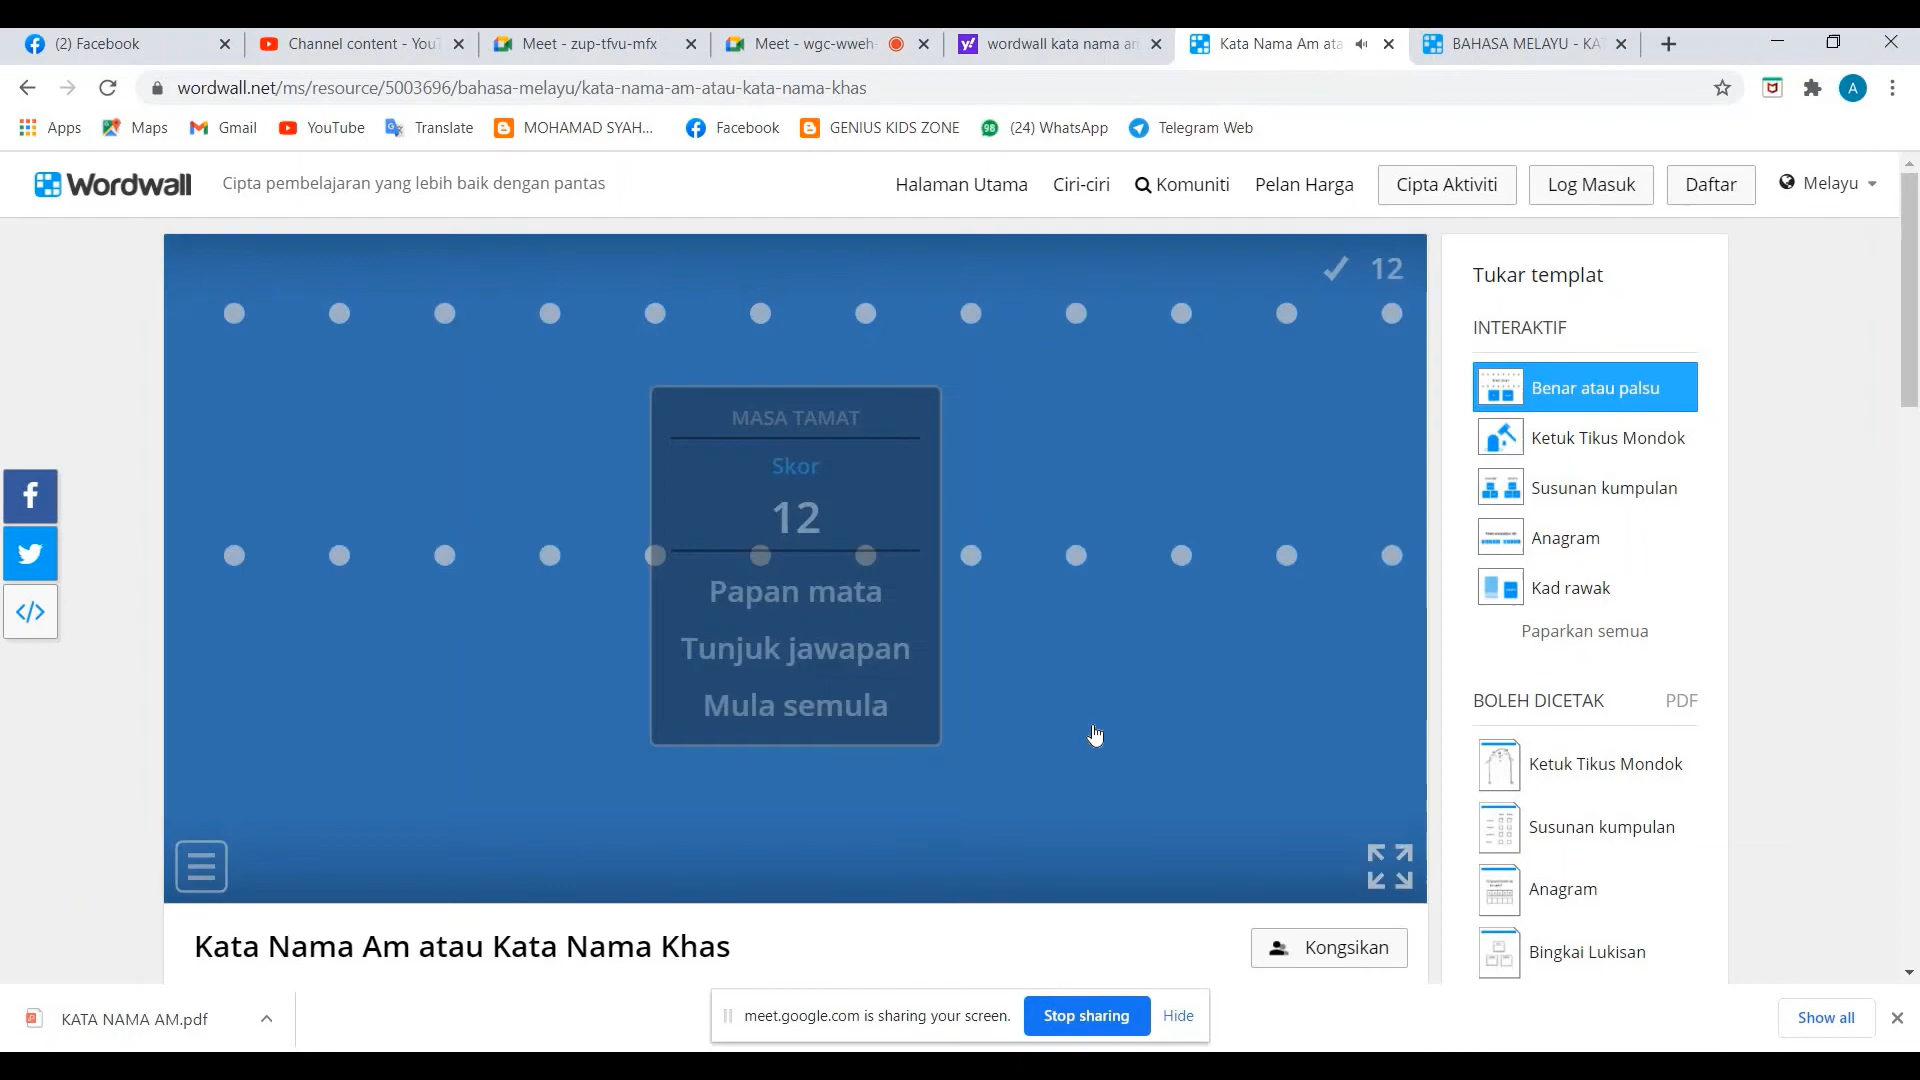 (2) Facebook
Channel content - You
Meet - zup-tfvu-mfx
Meet - wgc-wweh-
wordwall kata nama am
Kata Nama Am ata
BAHASA MELAYU - KA
wordwall.net/ms/resource/5003696/bahasa-melayu/kata-nama-am-atau-kata-nama-khas
A
Apps
Maps
Gmail
YouTube
Translate
MOHAMAD SYAH...
Facebook
GENIUS KIDS ZONE
98
(24) WhatsApp
Telegram Web
Wordwall
Cipta pembelajaran yang lebih baik dengan pantas
Halaman Utama
Ciri-ciri
Komuniti
Pelan Harga
Cipta Aktiviti
Log Masuk
Daftar
Melayu
12
MASA TAMAT
Skor
12
Papan mata
Tunjuk jawapan
Mula semula
Tukar templat
INTERAKTIF
Benar atau palsu
Ketuk Tikus Mondok
Susunan kumpulan
Anagram
Kad rawak
Paparkan semua
BOLEH DICETAK
PDF
Ketuk Tikus Mondok
Susunan kumpulan
Anagram
Bingkai Lukisan
Kata Nama Am atau Kata Nama Khas
Kongsikan
KATA NAMA AM.pdf
meet.google.com is sharing your screen.
Stop sharing
Hide
Show all